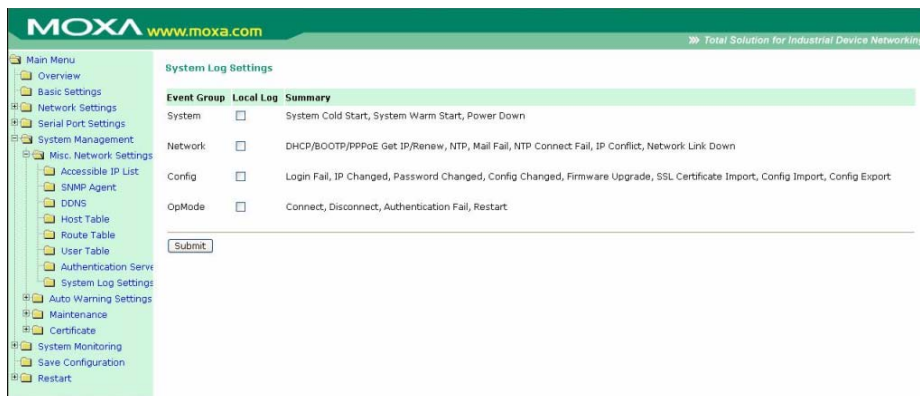 MOXA www.moxa.com
Total Solution for Industrial Device Networking
Main Menu
Overview
Basic Settings
Network Settings
Serial Port Settings
System Management
Misc. Network Settings
Accessible IP List
SNMP Agent
DDNS
Host Table
Route Table
User Table
Authentication Serve
System Log Settings
Auto Warning Settings
Maintenance
Certificate
System Monitoring
Save Configuration
Restart
System Log Settings
Event Group Local Log Summary
System System Cold Start, System Warm Start, Power Down
Network DHCP/BOOTP/PPPoE Get IP/Renew, NTP, Mail Fail, NTP Connect Fail, IP Conflict, Network Link Down
Config Login Fail, IP Changed, Password Changed, Config Changed, Firmware Upgrade, SSL Certificate Import, Config Import, Config Export
OpMode Connect, Disconnect, Authentication Fail, Restart
Submit